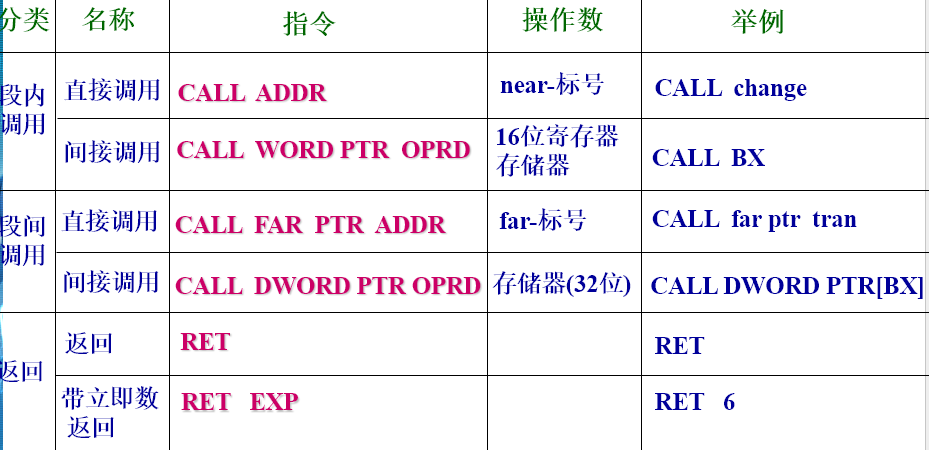 分类 名称 指令 操作数 举例
段内调用 直接调用 CALL ADDR near-标号 CALL change
间接调用 CALL WORD PTR OPRD 16位寄存器存储器 CALL BX
段间调用 直接调用 CALL FAR PTR ADDR far-标号 CALL far ptr tran
间接调用 CALL DWORD PTR OPRD 存储器(32位) CALL DWORD PTR[BX]
返回 返回 RET RET
带立即数返回 RET EXP RET 6